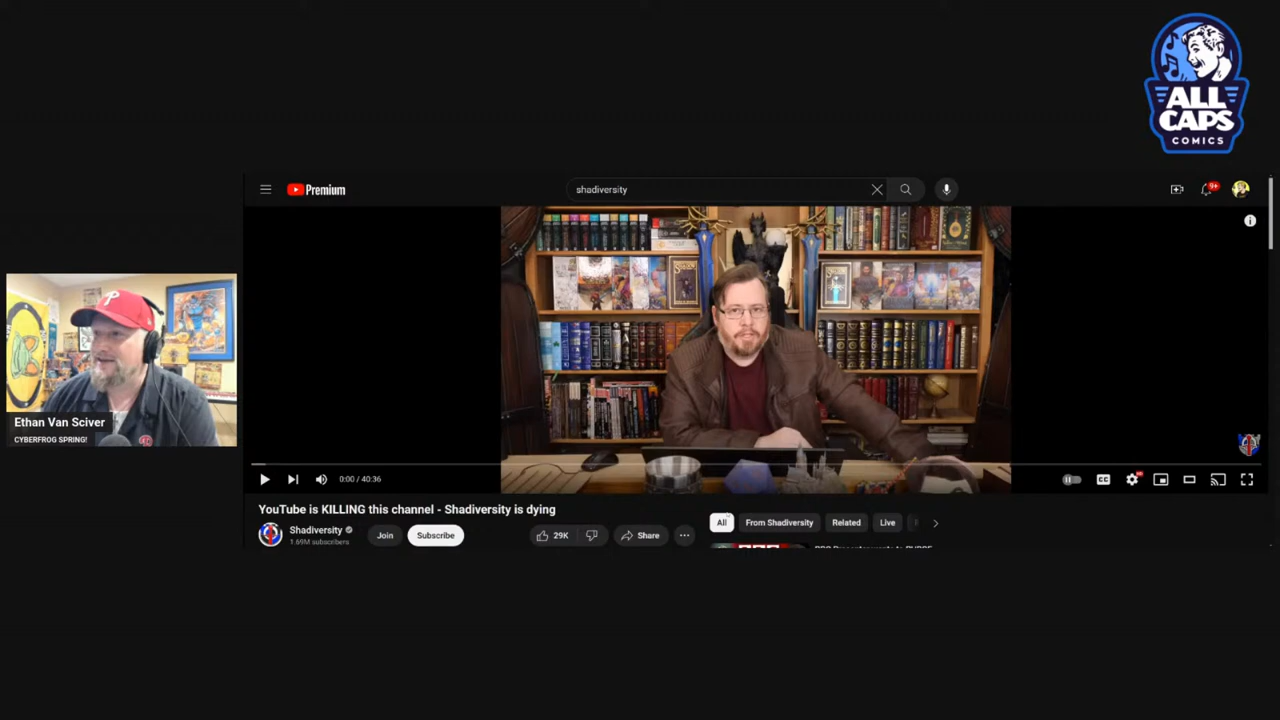 ALL
CAPS
COMICS
Premium
shadiversity
9+
Ethan Van Sciver
CYBERFROG SPRING!
0:00 / 40:36
YouTube is KILLING this channel - Shadiversity is dying
Shadiversity
1.69M subscribers
Join
Subscribe
29K
Share
All
From Shadiversity
Related
Live